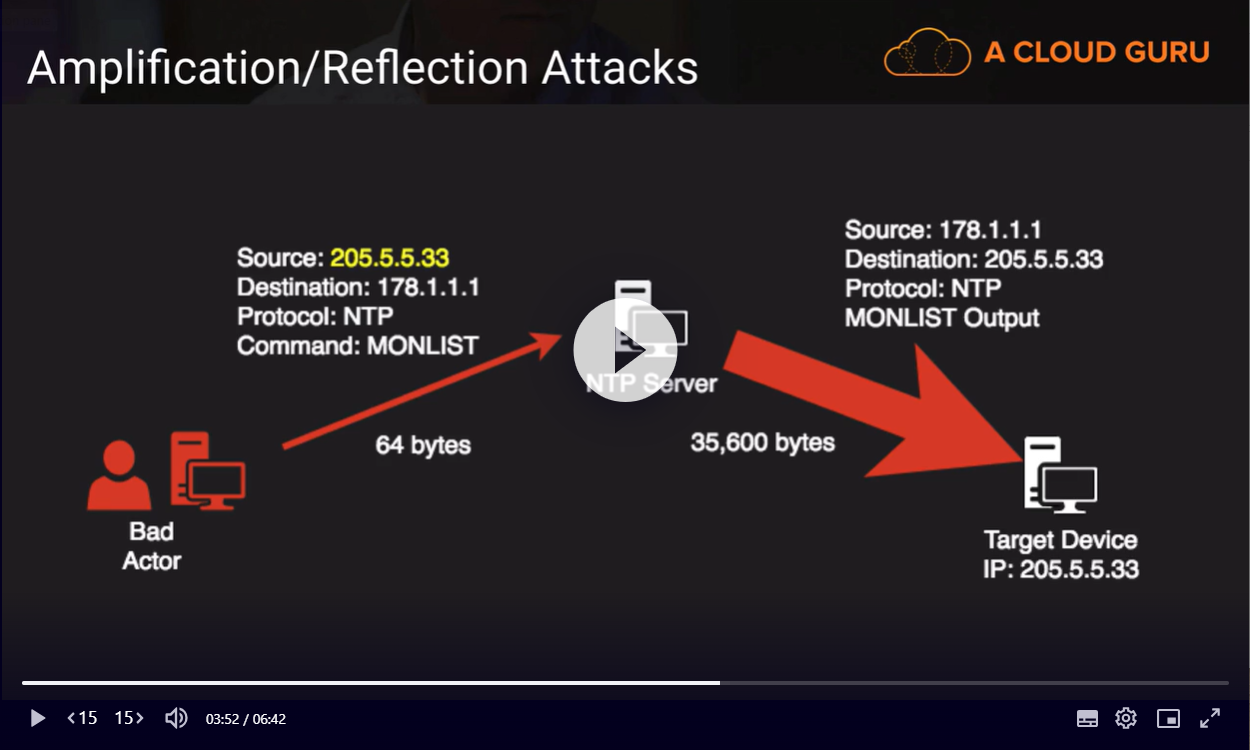 Amplification/Reflection Attacks
A CLOUD GURU
Source: 205.5.5.33
Destination: 178.1.1.1
Protocol: NTP
Command: MONLIST
Source: 178.1.1.1
Destination: 205.5.5.33
Protocol: NTP
MONLIST Output
NTP Server
64 bytes
35,600 bytes
Bad
Actor
Target Device
IP: 205.5.5.33
<15
15>
03:52 / 06:42